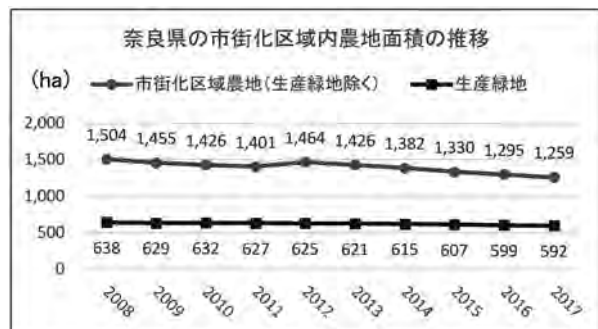 奈良県の市街化区域内農地面積の推移
(ha)
市街化区域農地(生産緑地除く)
生産緑地
2,000
1,504 1,455 1,426 1,401 1,464 1,426 1,382 1,330 1,295 1,259
1,500
1,000
500
638 629 632 627 625 621 615 607 599 592
0
2008 2009 2010 2011 2012 2013 2014 2015 2016 2017